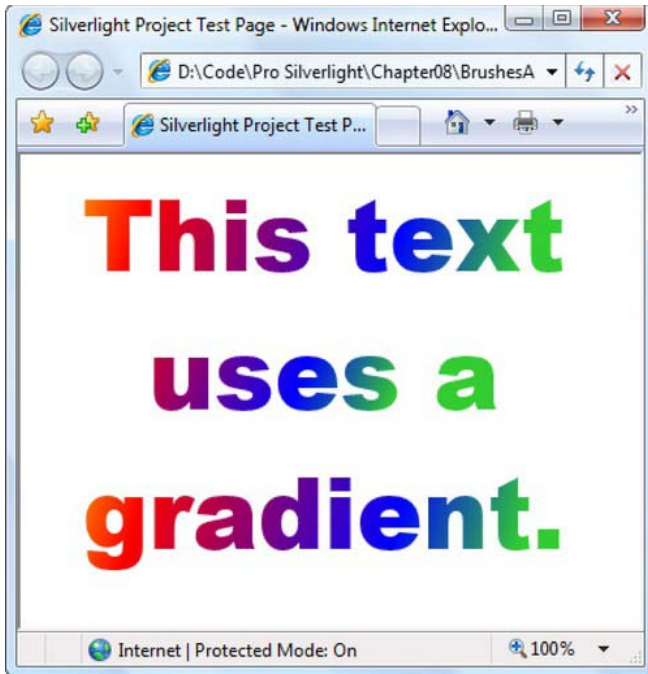 Silverlight Project Test Page - Windows Internet Explo...
D:\Code\Pro Silverlight\Chapter08\BrushesA
Silverlight Project Test P...
This text
uses a
gradient.
Internet | Protected Mode: On
100%